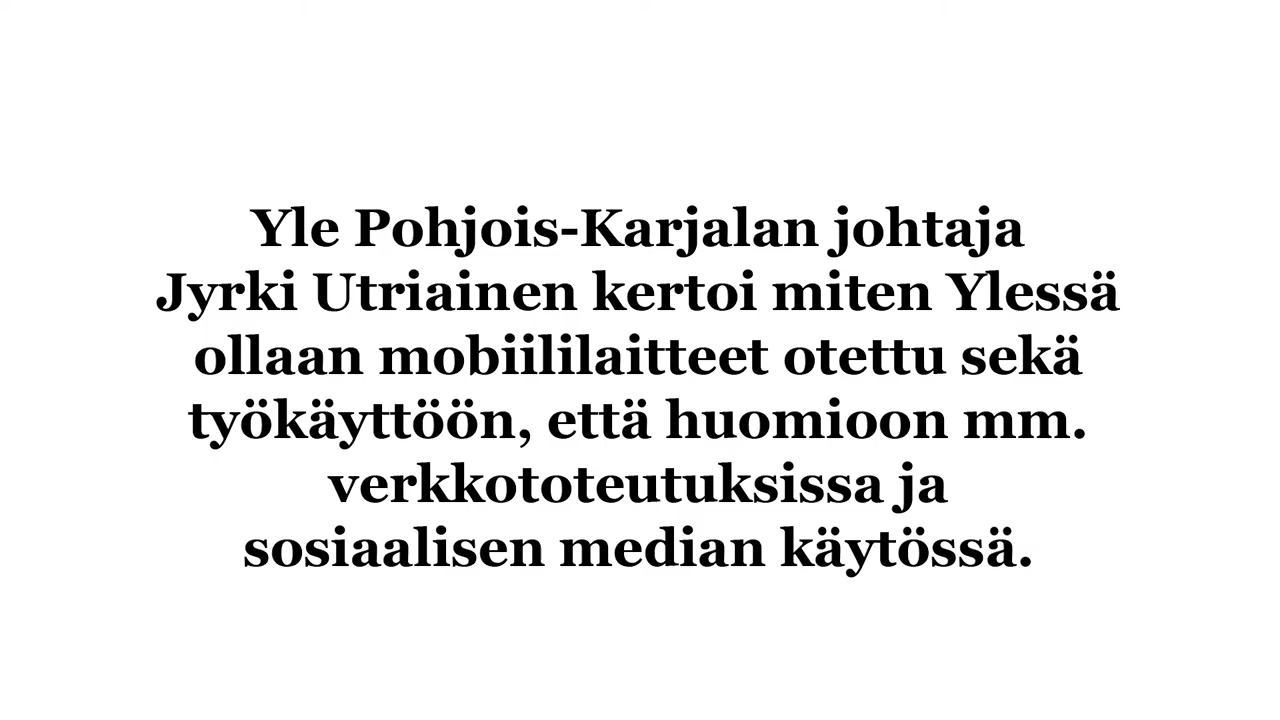 Yle Pohjois-Karjalan johtaja
Jyrki Utriainen kertoi miten Ylessä
ollaan mobiililaitteet otettu sekä
työkäyttöön, että huomioon mm.
verkkototeutuksissa ja
sosiaalisen median käytössä.